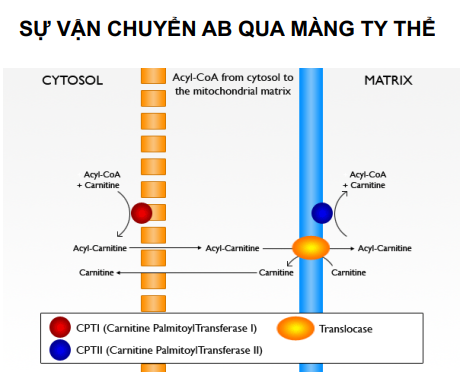 SỰ VẬN CHUYỂN AB QUA MÀNG TY THỂ
CYTOSOL
Acyl-CoA from cytosol to
the mitochondrial matrix
MATRIX
Acyl-CoA
+ Carnitine
Acyl-CoA
+ Carnitine
Acyl-Carnitine
Acyl-Carnitine
Acyl-Carnitine
Carnitine
Carnitine
Carnitine
CPTI (Carnitine PalmitoylTransferase I)
Translocase
CPTII (Carnitine PalmitoylTransferase II)